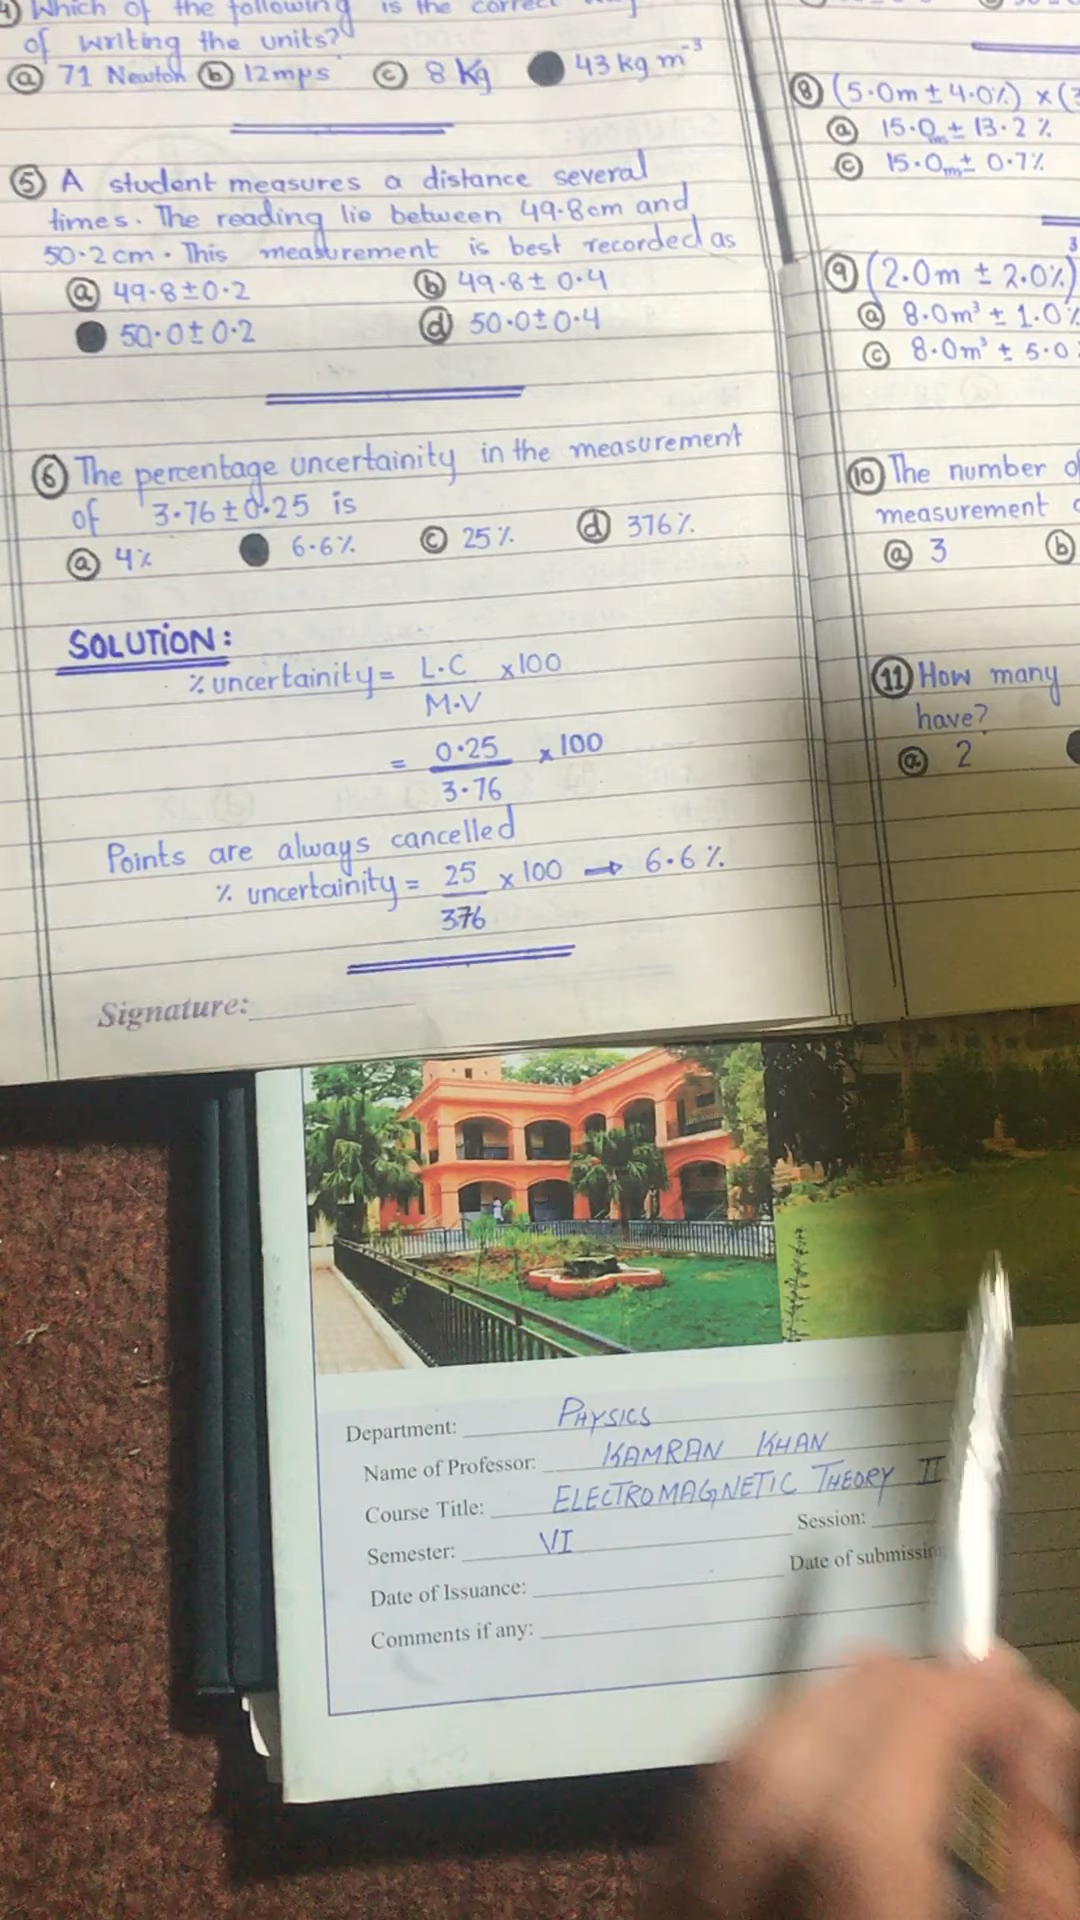 4) Which of the following is the correct
of writing the units?
(a) 71 Newton (b) 12mps (c) 8 Kg 43 kg m⁻³
(5) A student measures a distance several
times. The reading lie between 49.8cm and
50.2cm. This measurement is best recorded as
(a) 49.8±0.2 (b) 49.8±0.4
50.0±0.2 (d) 50.0±0.4
(6) The percentage uncertainity in the measurement
of 3.76±0.25 is
(a) 4% 6.6% (c) 25% (d) 376%
SOLUTION:
% uncertainity = L.C ×100
M.V
= 0.25 ×100
3.76
Points are always cancelled
% uncertainity = 25 ×100 → 6.6%
376
Signature:
(8) (5.0m ± 4.0%) × (3
(a) 15.0m ± 13.2%
(c) 15.0m ± 0.7%
(9) (2.0m ± 2.0%)³
(a) 8.0m³ ± 1.0%
(c) 8.0m³ ± 5.0
(10) The number of
measurement
(a) 3 (b)
(11) How many
have?
(a) 2
Department: PHYSICS
Name of Professor: KAMRAN KHAN
Course Title: ELECTROMAGNETIC THEORY II
Semester: VI Session:
Date of Issuance: Date of submission
Comments if any: